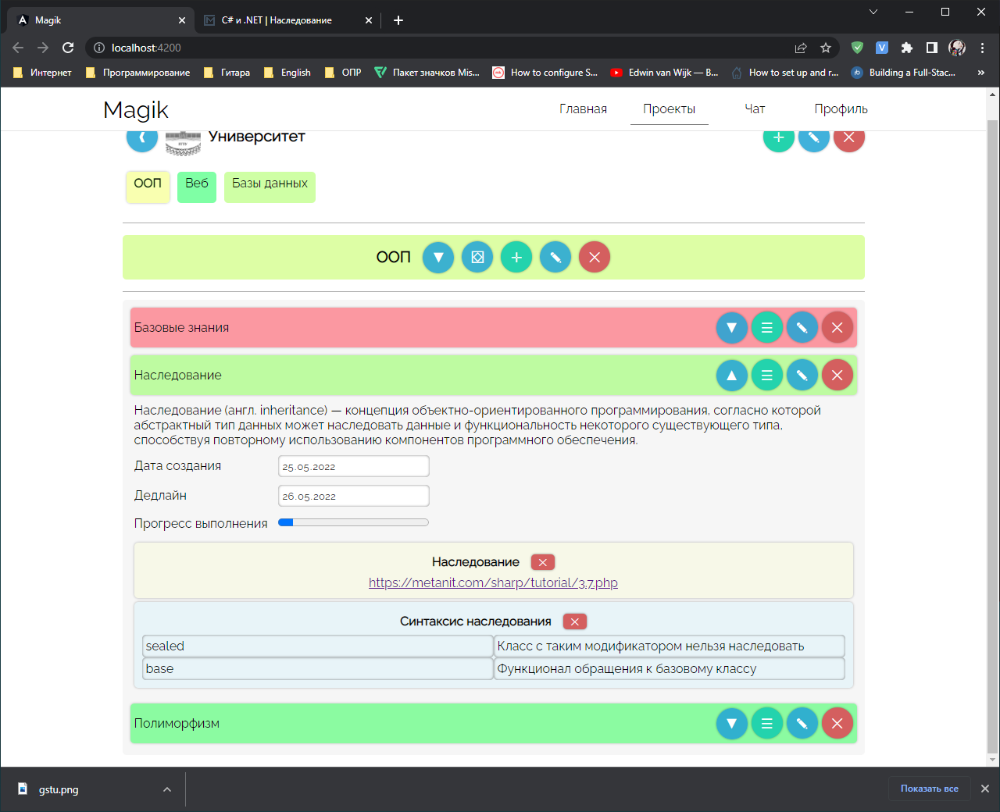 Magik
C# и .NET | Наследование
localhost:4200
Интернет
Программирование
Гитара
English
ОПР
Пакет значков Mis...
How to configure S...
Edwin van Wijk — B...
How to set up and r...
Building a Full-Stac...
»
Magik
Главная
Проекты
Чат
Профиль
Университет
ООП
Веб
Базы данных
ООП
Базовые знания
Наследование
Наследование (англ. inheritance) — концепция объектно-ориентированного программирования, согласно которой
абстрактный тип данных может наследовать данные и функциональность некоторого существующего типа,
способствуя повторному использованию компонентов программного обеспечения.
Дата создания 25.05.2022
Дедлайн 26.05.2022
Прогресс выполнения
Наследование
https://metanit.com/sharp/tutorial/3.7.php
Синтаксис наследования
sealed Класс с таким модификатором нельзя наследовать
base Функционал обращения к базовому классу
Полиморфизм
gstu.png
Показать все